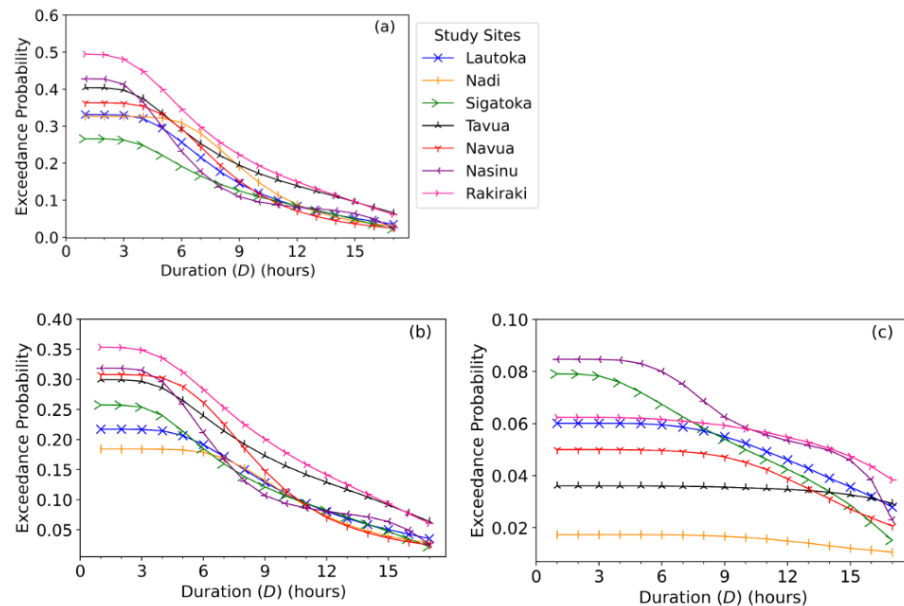 (a)
0.6
0.5
0.4
0.3
0.2
0.1
0.0
Exceedance Probability
0 3 6 9 12 15
Duration (D) (hours)
Study Sites
Lautoka
Nadi
Sigatoka
Tavua
Navua
Nasinu
Rakiraki
(b)
0.40
0.35
0.30
0.25
0.20
0.15
0.10
0.05
Exceedance Probability
0 3 6 9 12 15
Duration (D) (hours)
(c)
0.10
0.08
0.06
0.04
0.02
Exceedance Probability
0 3 6 9 12 15
Duration (D) (hours)